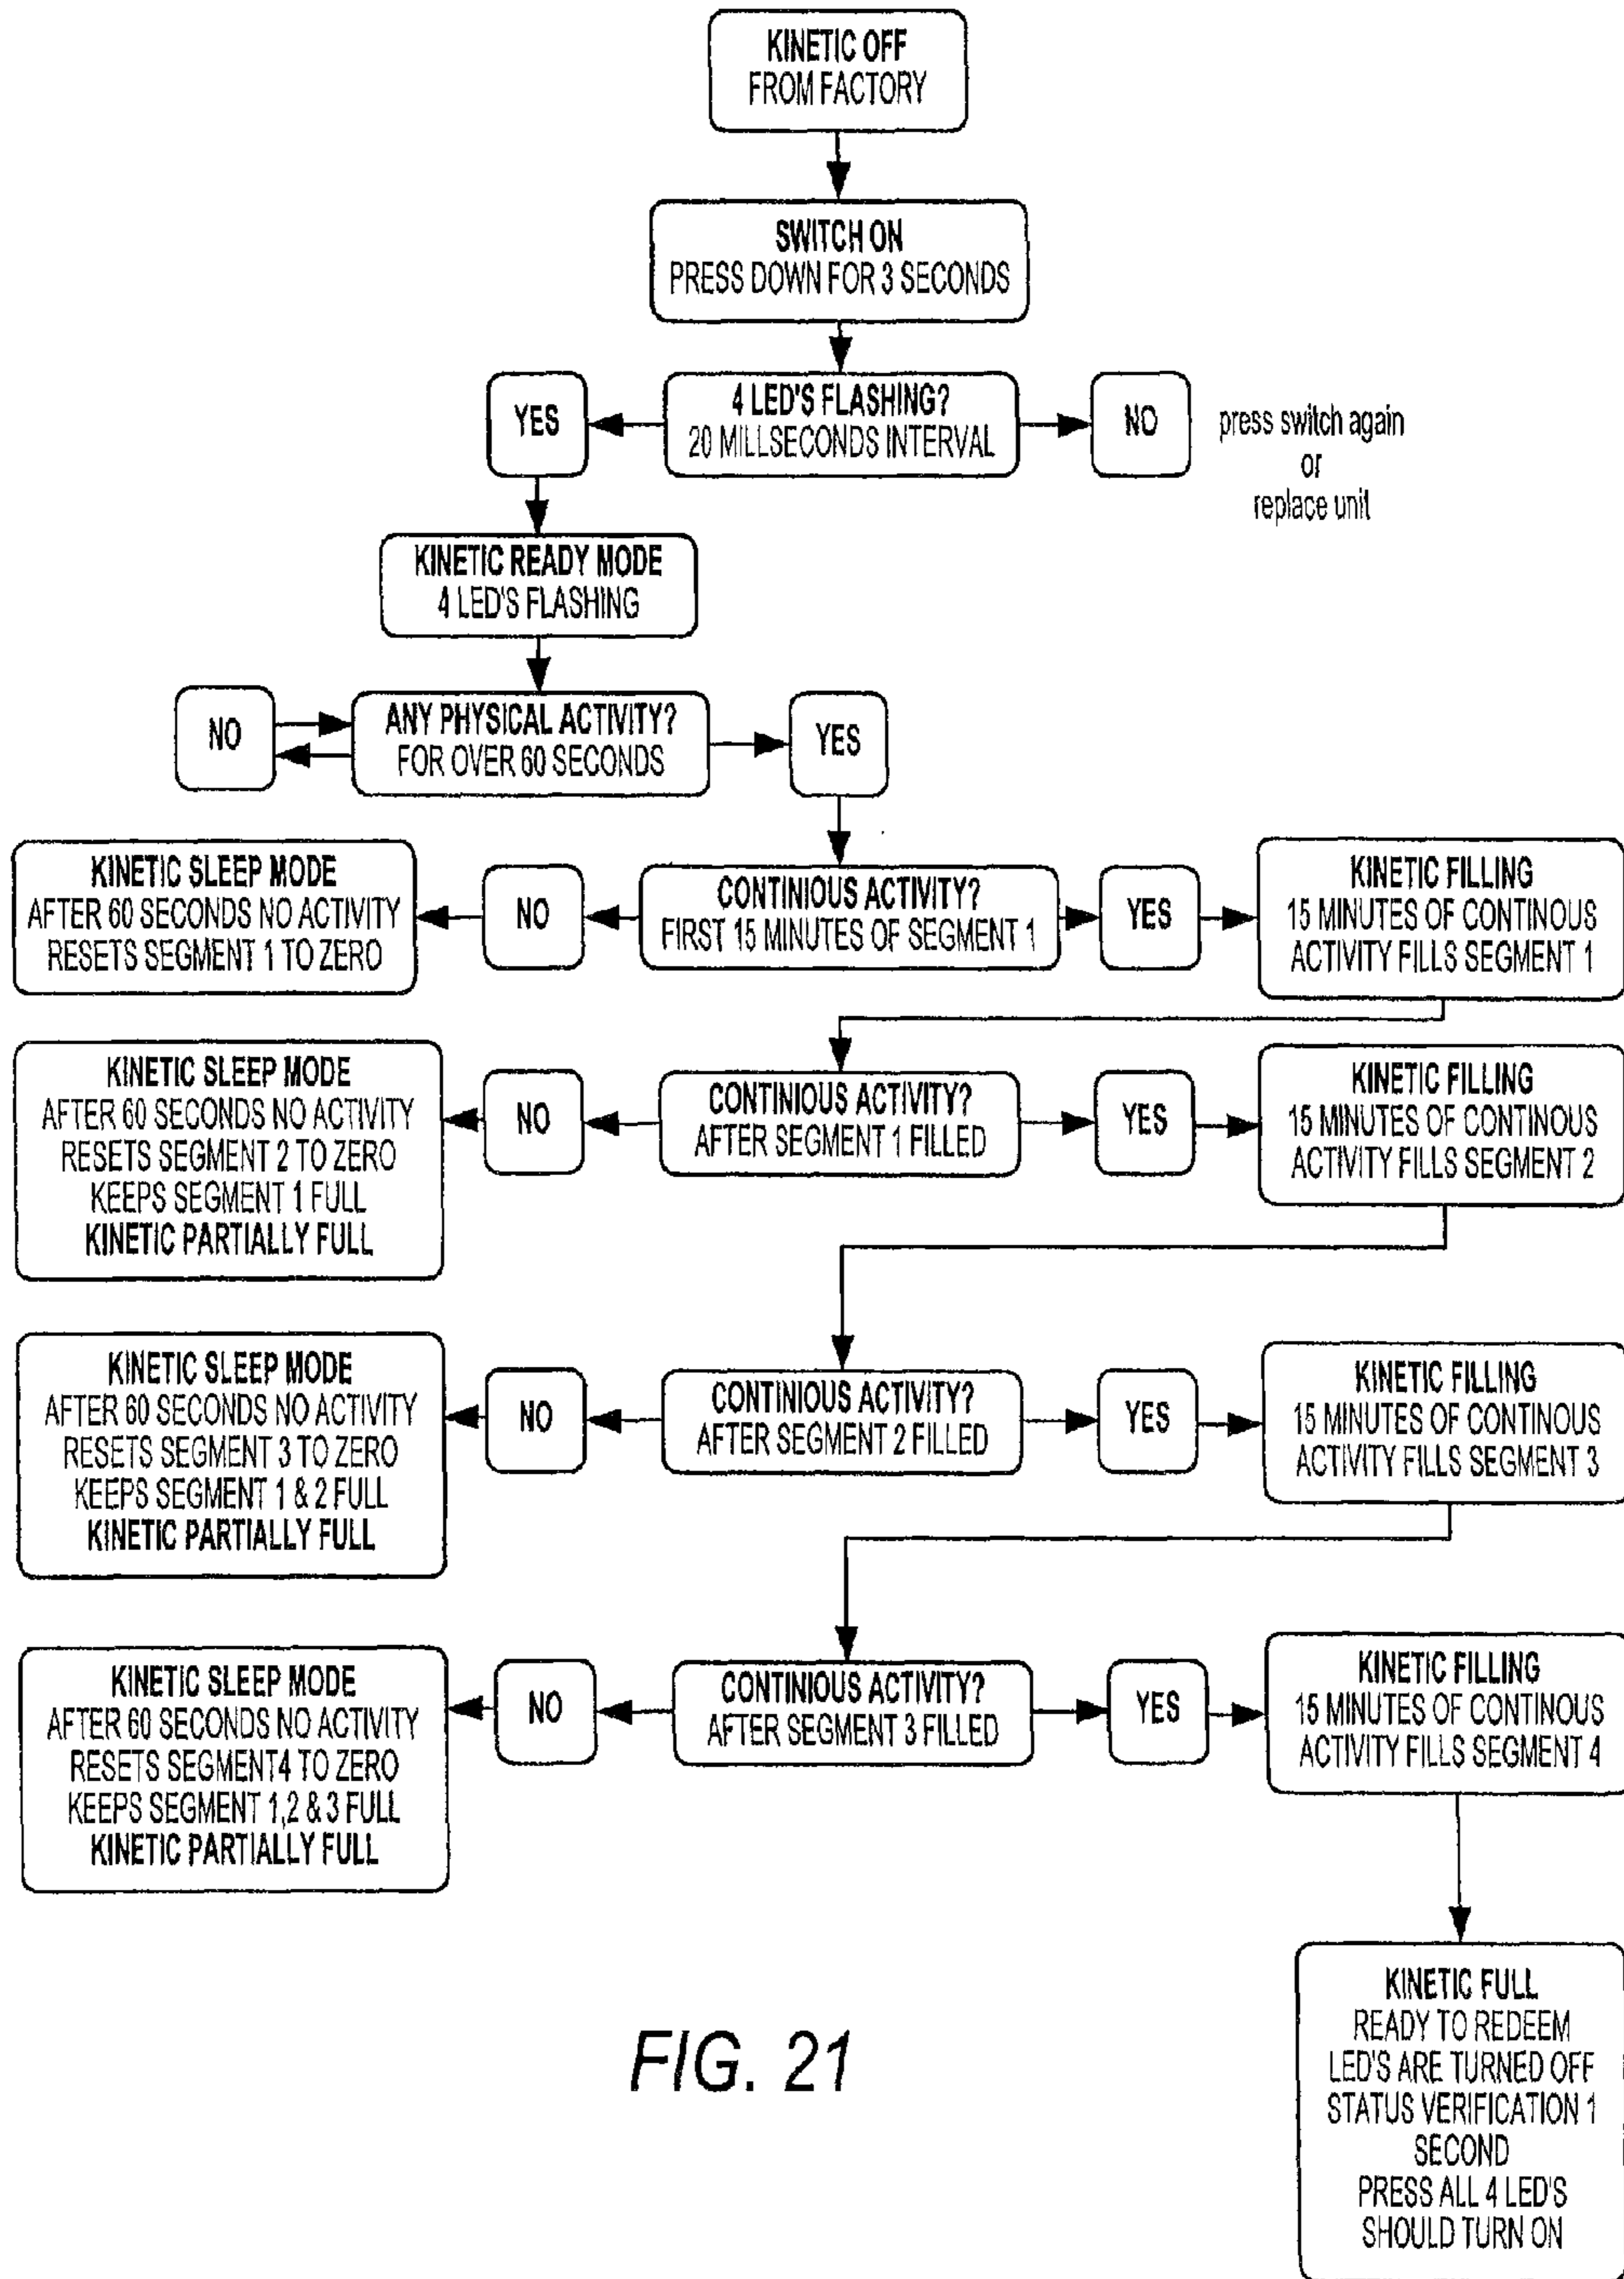 KINETIC OFF
FROM FACTORY
SWITCH ON
PRESS DOWN FOR 3 SECONDS
YES
4 LED'S FLASHING?
20 MILLSECONDS INTERVAL
NO
press switch again
or
replace unit
KINETIC READY MODE
4 LED'S FLASHING
NO
ANY PHYSICAL ACTIVITY?
FOR OVER 60 SECONDS
YES
KINETIC SLEEP MODE
AFTER 60 SECONDS NO ACTIVITY
RESETS SEGMENT 1 TO ZERO
NO
CONTINIOUS ACTIVITY?
FIRST 15 MINUTES OF SEGMENT 1
YES
KINETIC FILLING
15 MINUTES OF CONTINOUS
ACTIVITY FILLS SEGMENT 1
KINETIC SLEEP MODE
AFTER 60 SECONDS NO ACTIVITY
RESETS SEGMENT 2 TO ZERO
KEEPS SEGMENT 1 FULL
KINETIC PARTIALLY FULL
NO
CONTINIOUS ACTIVITY?
AFTER SEGMENT 1 FILLED
YES
KINETIC FILLING
15 MINUTES OF CONTINOUS
ACTIVITY FILLS SEGMENT 2
KINETIC SLEEP MODE
AFTER 60 SECONDS NO ACTIVITY
RESETS SEGMENT 3 TO ZERO
KEEPS SEGMENT 1 & 2 FULL
KINETIC PARTIALLY FULL
NO
CONTINIOUS ACTIVITY?
AFTER SEGMENT 2 FILLED
YES
KINETIC FILLING
15 MINUTES OF CONTINOUS
ACTIVITY FILLS SEGMENT 3
KINETIC SLEEP MODE
AFTER 60 SECONDS NO ACTIVITY
RESETS SEGMENT4 TO ZERO
KEEPS SEGMENT 1,2 & 3 FULL
KINETIC PARTIALLY FULL
NO
CONTINIOUS ACTIVITY?
AFTER SEGMENT 3 FILLED
YES
KINETIC FILLING
15 MINUTES OF CONTINOUS
ACTIVITY FILLS SEGMENT 4
KINETIC FULL
READY TO REDEEM
LED'S ARE TURNED OFF
STATUS VERIFICATION 1
SECOND
PRESS ALL 4 LED'S
SHOULD TURN ON
FIG. 21